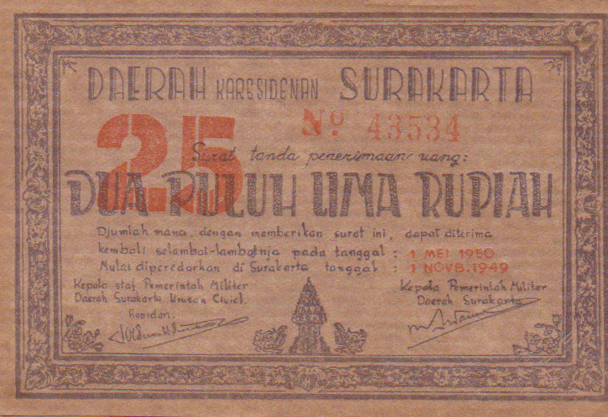 DAERAH KARESIDENAN SURAKARTA
25
No 43534
Surat tanda penerimaan uang:
DUA PULUH LIMA RUPIAH
Djumlah mana, dengan memberikan surat ini, dapat diterima
kembali selambat-lambatnja pada tanggal : 1 MEI 1950
Mulai diperedarkan di Surakarta tanggal : 1 NOVB.1949
Kepala staf Pemerintah Militer
Daerah Surakarta Urusan Civiel.
Residen:
Kepala Pemerintah Militer
Daerah Surakarta